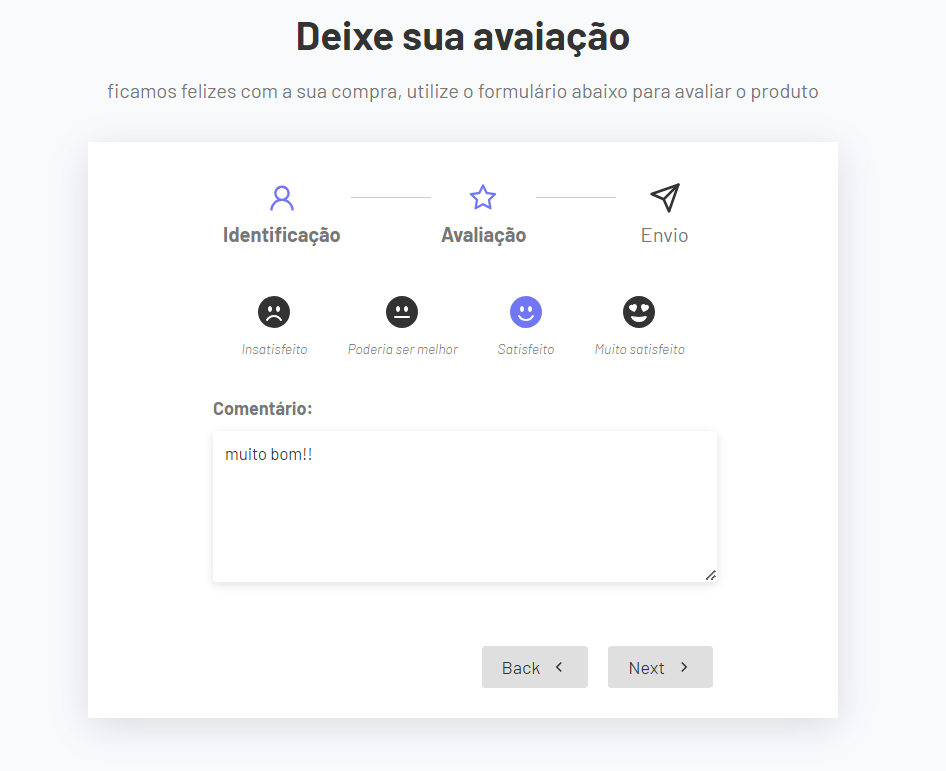 Deixe sua avaiação
ficamos felizes com a sua compra, utilize o formulário abaixo para avaliar o produto
Identificação
Avaliação
Envio
Insatisfeito
Poderia ser melhor
Satisfeito
Muito satisfeito
Comentário:
muito bom!!
Back
Next